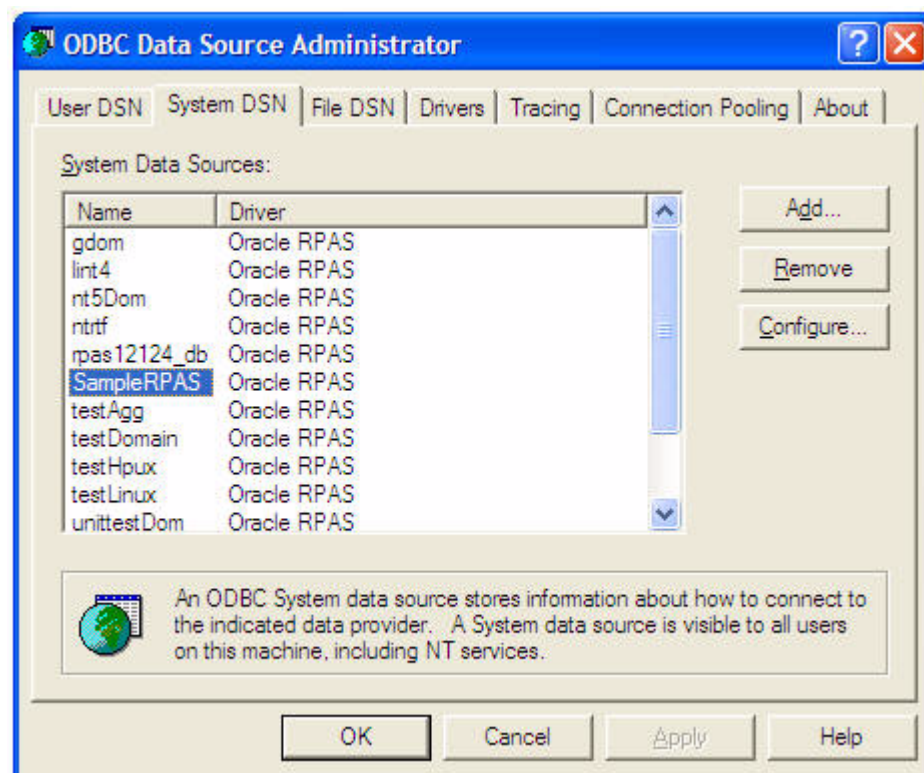 ODBC Data Source Administrator
User DSN System DSN File DSN Drivers Tracing Connection Pooling About
System Data Sources:
Name Driver
gdom Oracle RPAS
lint4 Oracle RPAS
nt5Dom Oracle RPAS
ntrtf Oracle RPAS
rpas12124_db Oracle RPAS
SampleRPAS Oracle RPAS
testAgg Oracle RPAS
testDomain Oracle RPAS
testHpux Oracle RPAS
testLinux Oracle RPAS
unittestDom Oracle RPAS
Add...
Remove
Configure...
An ODBC System data source stores information about how to connect to
the indicated data provider. A System data source is visible to all users
on this machine, including NT services.
OK Cancel Apply Help